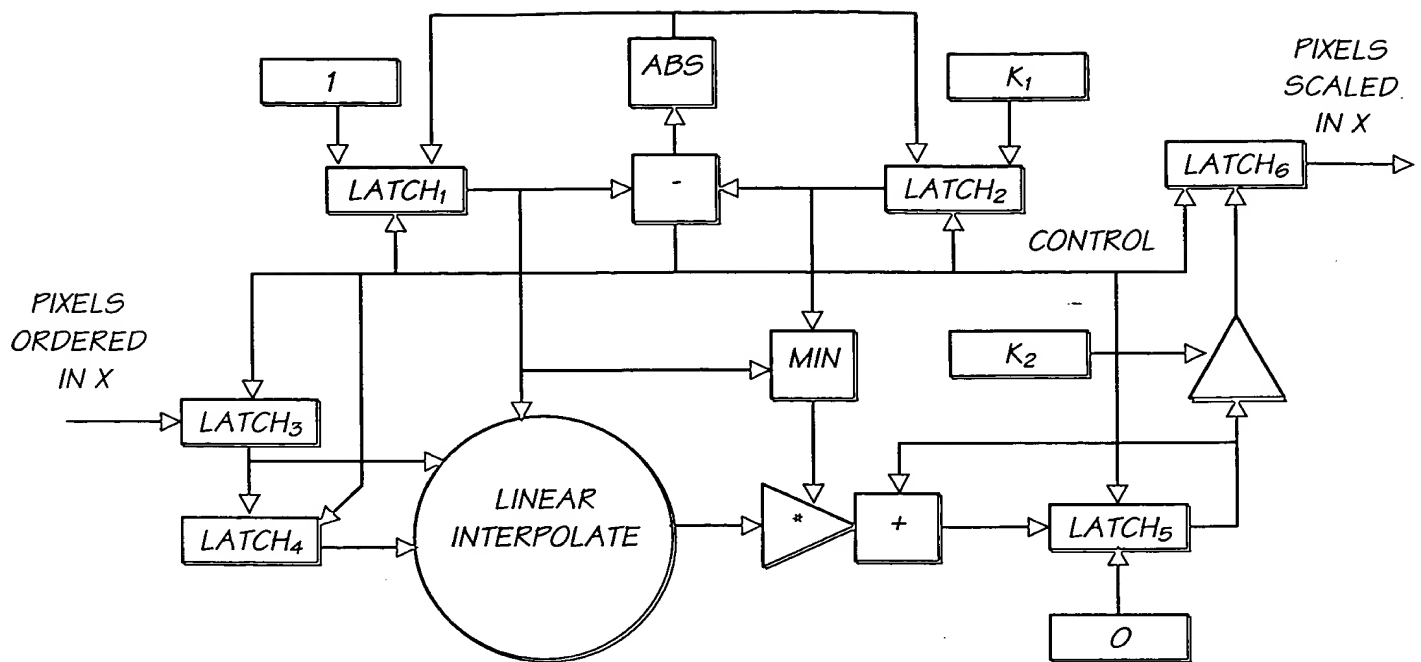 ABS
1
K₁
PIXELS
SCALED
IN X
LATCH₁
-
LATCH₂
LATCH₆
CONTROL
PIXELS
ORDERED
IN X
MIN
K₂
LATCH₃
LINEAR
INTERPOLATE
LATCH₄
*
+
LATCH₅
0